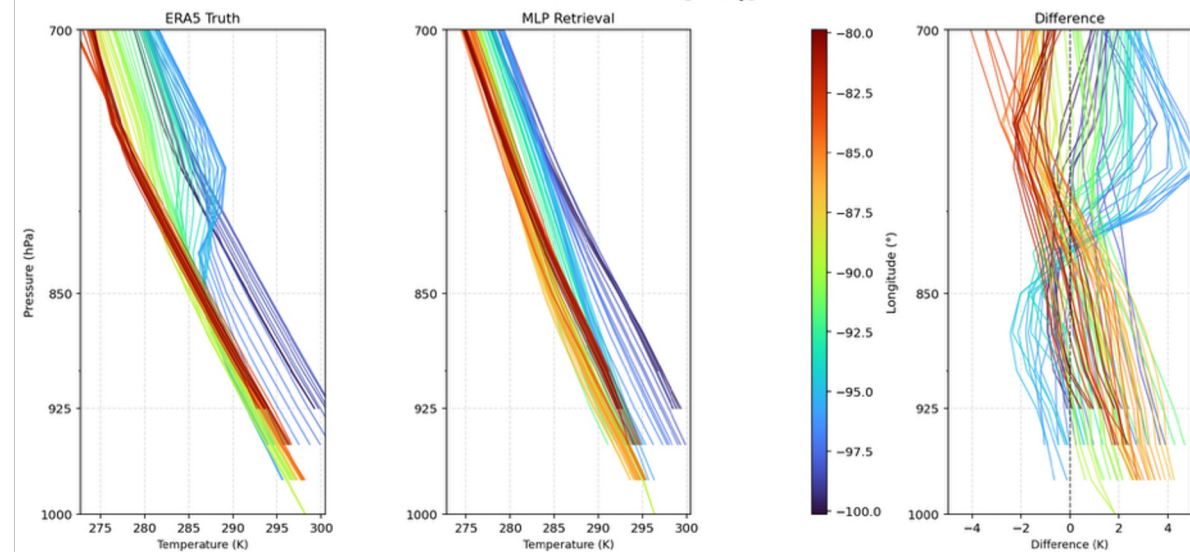 ERA5 Truth
700
850
925
1000
Pressure (hPa)
275 280 285 290 295 300
Temperature (K)
MLP Retrieval
700
850
925
1000
275 280 285 290 295 300
Temperature (K)
−80.0
−82.5
−85.0
−87.5
−90.0
−92.5
−95.0
−97.5
−100.0
Longitude (°)
Difference
700
850
925
1000
−4 −2 0 2 4
Difference (K)